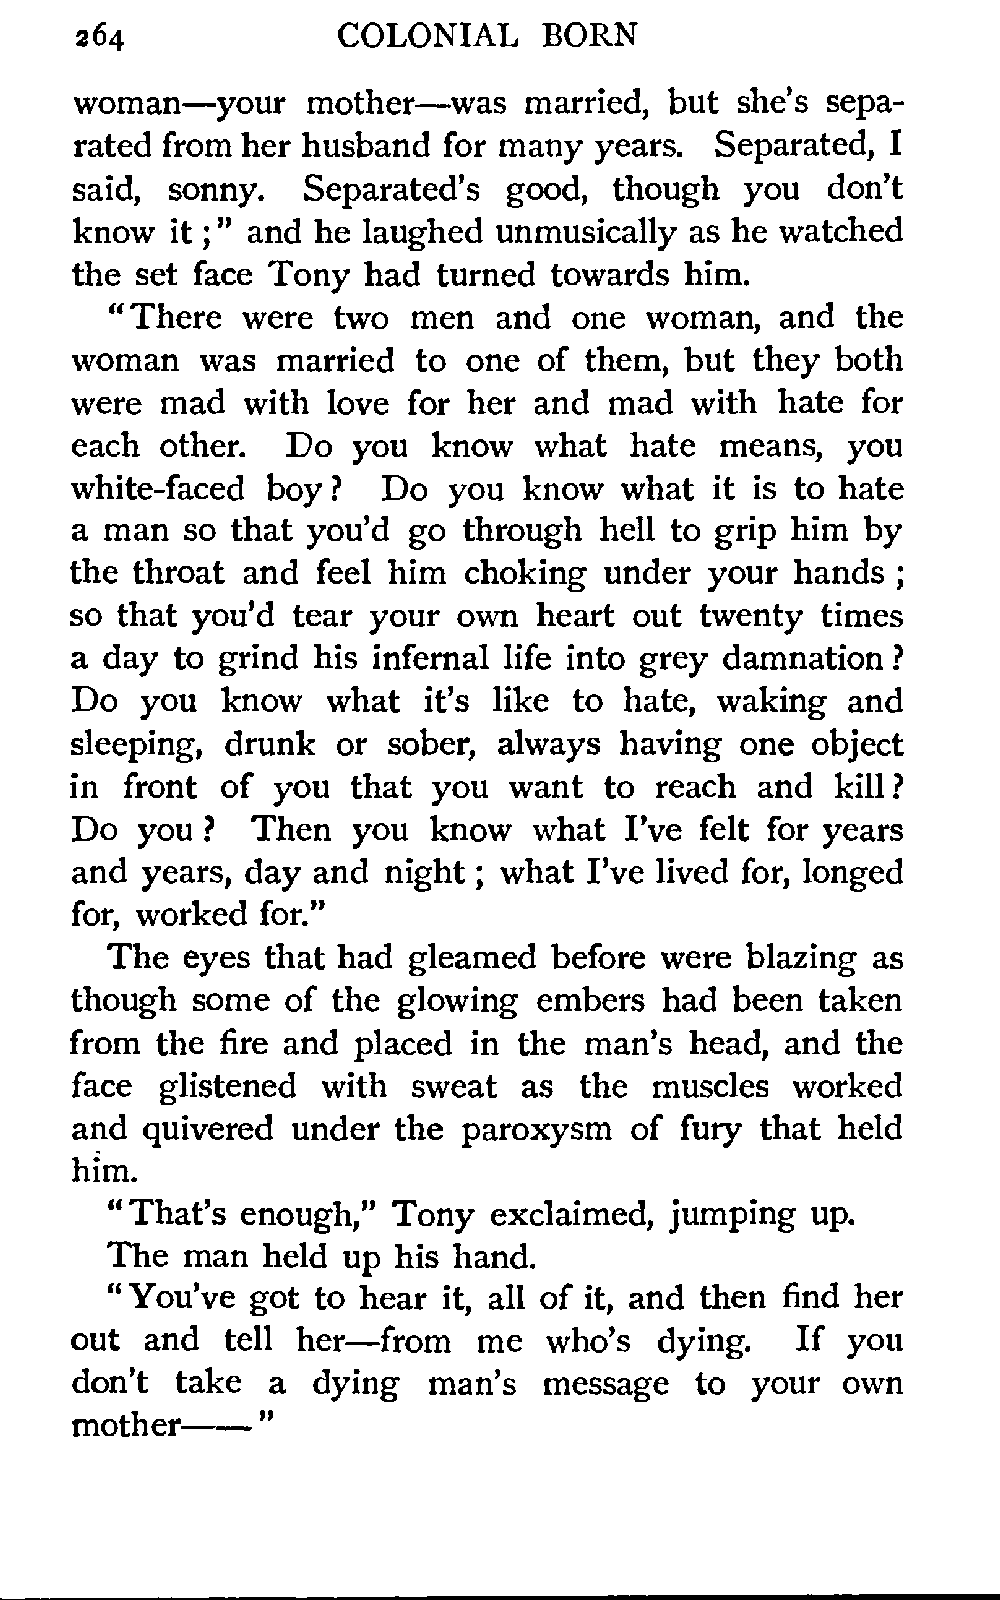 264 COLONIAL BORN
woman—your mother—was married, but she's sepa-
rated from her husband for many years. Separated, I
said, sonny. Separated's good, though you don't
know it ;" and he laughed unmusically as he watched
the set face Tony had turned towards him.
"There were two men and one woman, and the
woman was married to one of them, but they both
were mad with love for her and mad with hate for
each other. Do you know what hate means, you
white-faced boy ? Do you know what it is to hate
a man so that you'd go through hell to grip him by
the throat and feel him choking under your hands ;
so that you'd tear your own heart out twenty times
a day to grind his infernal life into grey damnation ?
Do you know what it's like to hate, waking and
sleeping, drunk or sober, always having one object
in front of you that you want to reach and kill ?
Do you ? Then you know what I've felt for years
and years, day and night ; what I've lived for, longed
for, worked for."
The eyes that had gleamed before were blazing as
though some of the glowing embers had been taken
from the fire and placed in the man's head, and the
face glistened with sweat as the muscles worked
and quivered under the paroxysm of fury that held
him.
"That's enough," Tony exclaimed, jumping up.
The man held up his hand.
"You've got to hear it, all of it, and then find her
out and tell her—from me who's dying. If you
don't take a dying man's message to your own
mother—— "